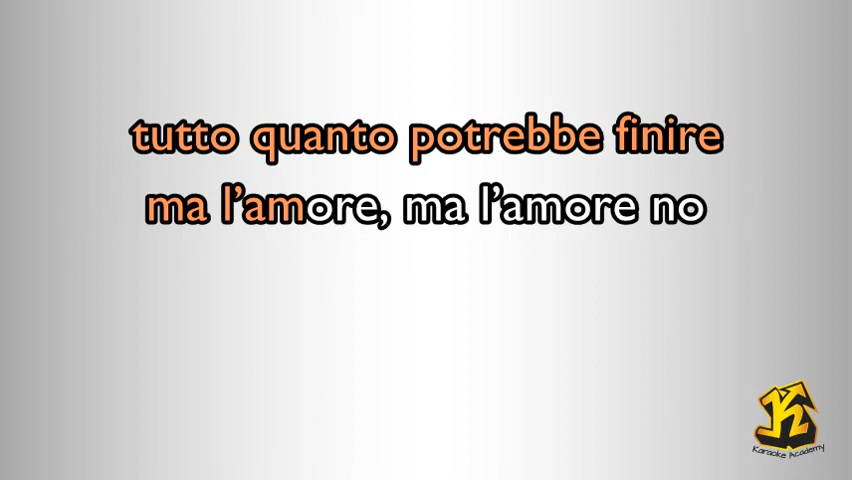 tutto quanto potrebbe finire
ma l’amore, ma l’amore no
K
Karaoke Academy